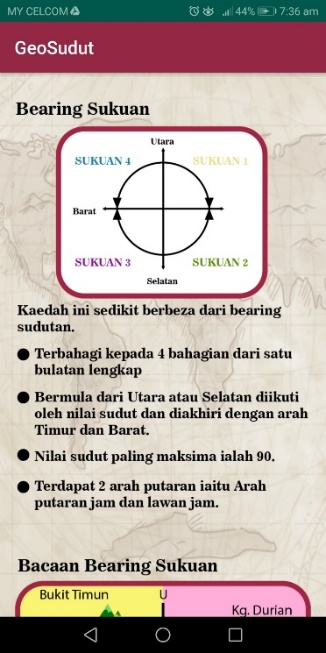 MY CELCOM 44% 7:36 am
GeoSudut
Bearing Sukuan
Utara
SUKUAN 4 SUKUAN 1
Barat
SUKUAN 3 SUKUAN 2
Selatan
Kaedah ini sedikit berbeza dari bearing
sudutan.
Terbahagi kepada 4 bahagian dari satu
bulatan lengkap
Bermula dari Utara atau Selatan diikuti
oleh nilai sudut dan diakhiri dengan arah
Timur dan Barat.
Nilai sudut paling maksima ialah 90.
Terdapat 2 arah putaran iaitu Arah
putaran jam dan lawan jam.
Bacaan Bearing Sukuan
Bukit Timun U
Kg. Durian